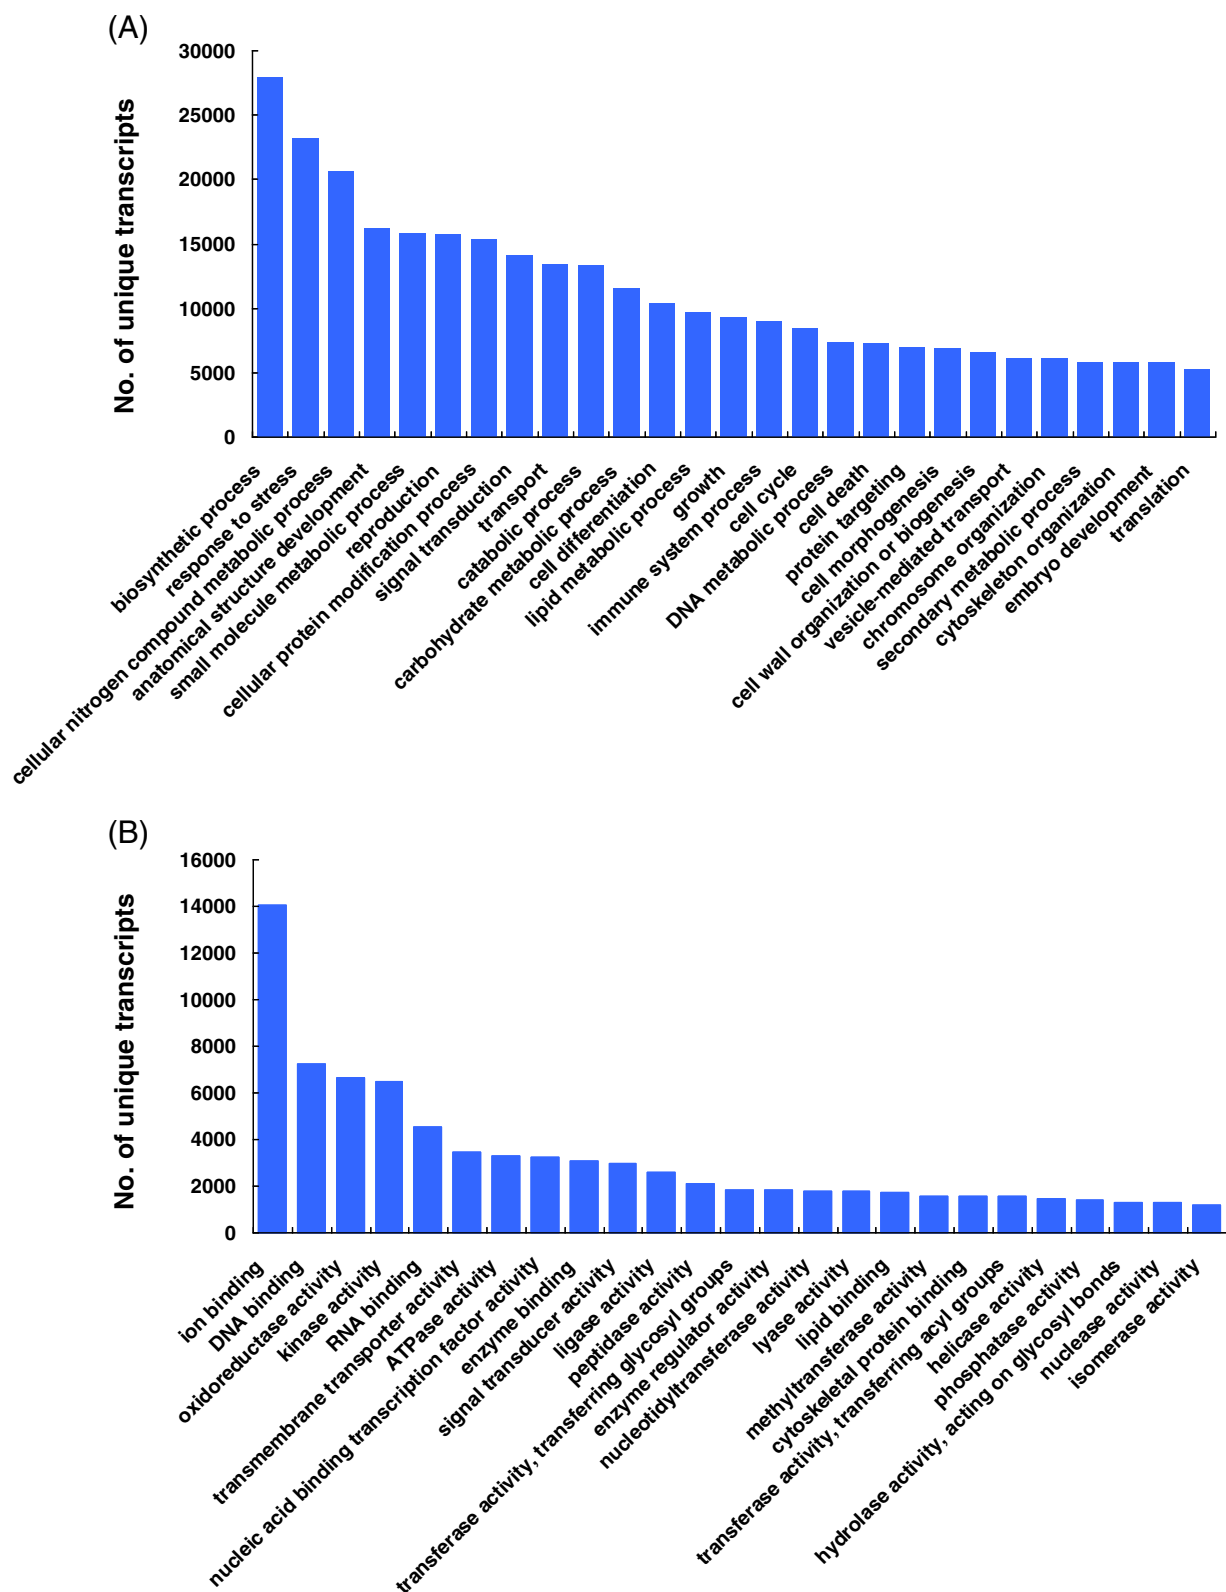 (A)
No. of unique transcripts
30000
25000
20000
15000
10000
5000
0
biosynthetic process
response to stress
cellular nitrogen compound metabolic process
anatomical structure development
small molecule metabolic process
reproduction
cellular protein modification process
signal transduction
transport
catabolic process
carbohydrate metabolic process
cell differentiation
lipid metabolic process
growth
immune system process
cell cycle
DNA metabolic process
cell death
protein targeting
cell morphogenesis
cell wall organization or biogenesis
vesicle-mediated transport
chromosome organization
secondary metabolic process
cytoskeleton organization
embryo development
translation
(B)
No. of unique transcripts
16000
14000
12000
10000
8000
6000
4000
2000
0
ion binding
DNA binding
oxidoreductase activity
kinase activity
RNA binding
transmembrane transporter activity
ATPase activity
nucleic acid binding transcription factor activity
enzyme binding
signal transducer activity
ligase activity
peptidase activity
transferase activity, transferring glycosyl groups
enzyme regulator activity
nucleotidyltransferase activity
lyase activity
lipid binding
methyltransferase activity
cytoskeletal protein binding
transferase activity, transferring acyl groups
helicase activity
phosphatase activity
hydrolase activity, acting on glycosyl bonds
nuclease activity
isomerase activity